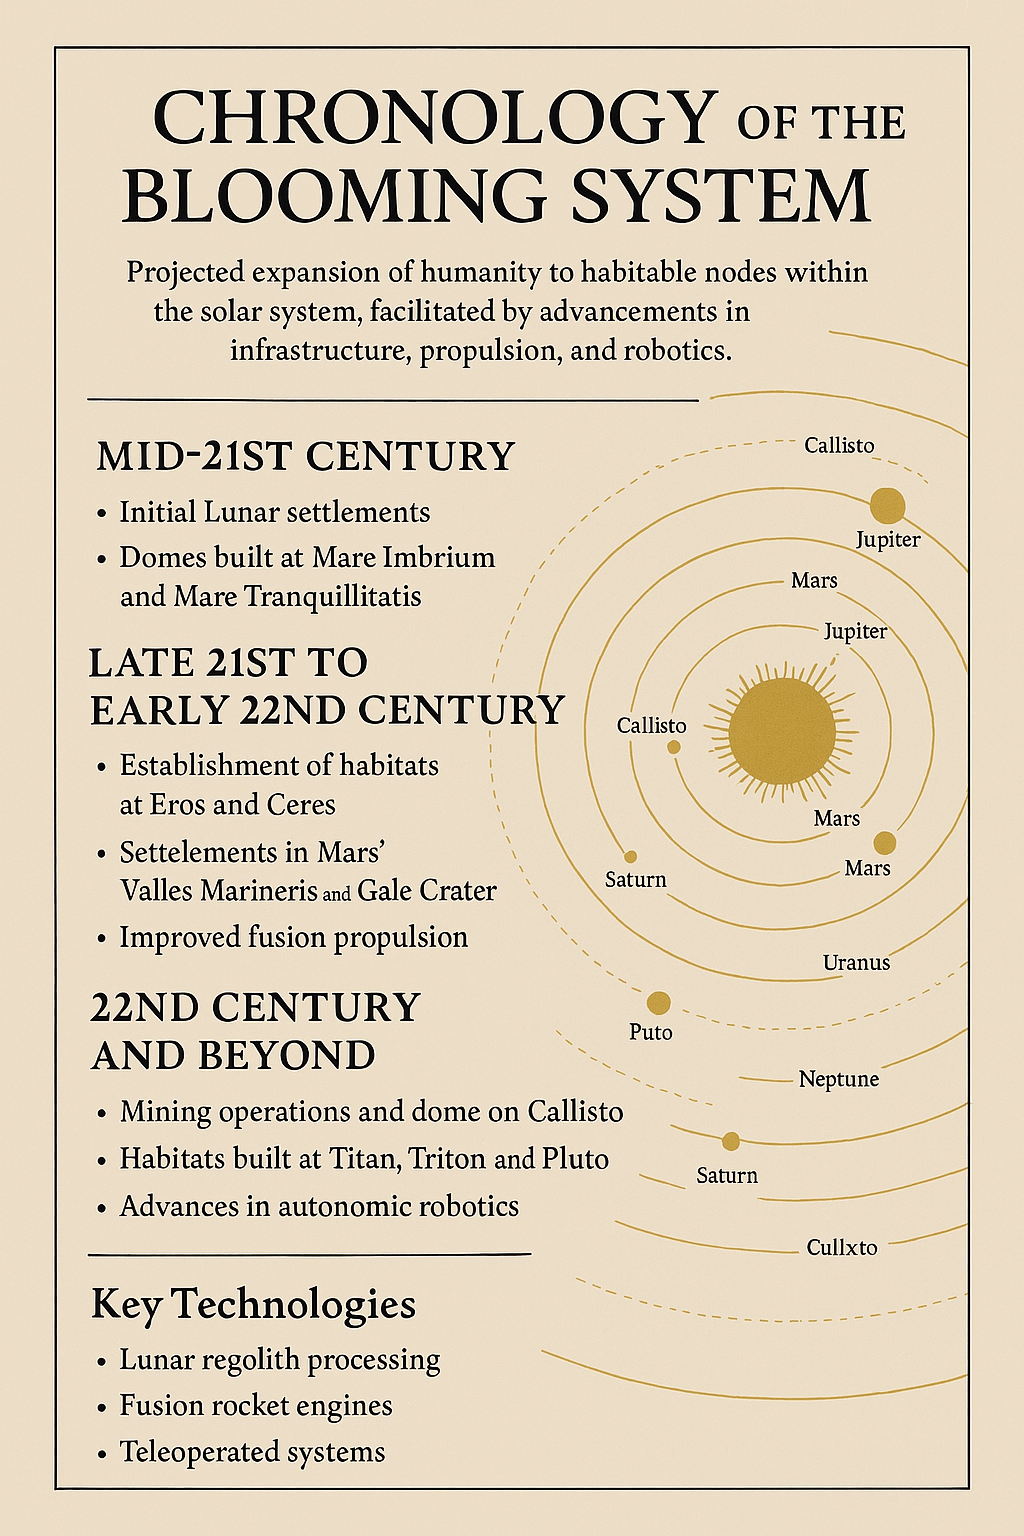 CHRONOLOGY OF THE
BLOOMING SYSTEM
Projected expansion of humanity to habitable nodes within
the solar system, facilitated by advancements in
infrastructure, propulsion, and robotics.
MID-21ST CENTURY
• Initial Lunar settlements
• Domes built at Mare Imbrium
and Mare Tranquillitatis
LATE 21ST TO
EARLY 22ND CENTURY
• Establishment of habitats
at Eros and Ceres
• Settelements in Mars’
Valles Marineris and Gale Crater
• Improved fusion propulsion
22ND CENTURY
AND BEYOND
• Mining operations and dome on Callisto
• Habitats built at Titan, Triton and Pluto
• Advances in autonomic robotics
Key Technologies
• Lunar regolith processing
• Fusion rocket engines
• Teleoperated systems
Callisto
Jupiter
Mars
Jupiter
Callisto
Mars
Mars
Saturn
Uranus
Puto
Neptune
Saturn
Cullxto